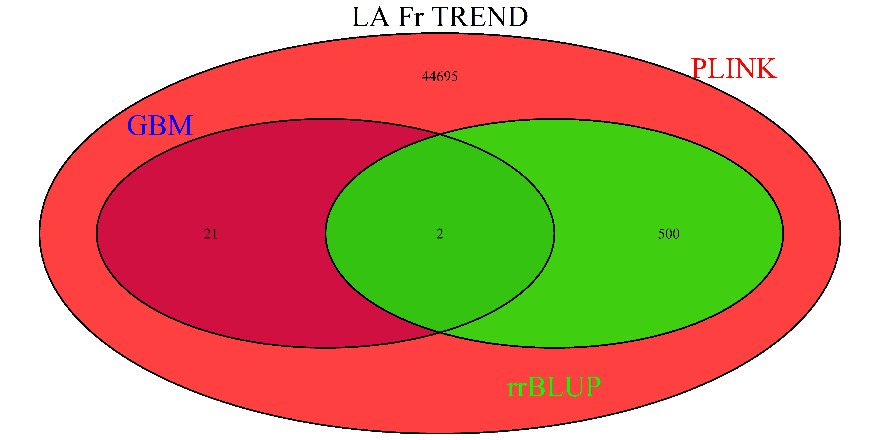 LA Fr TREND
PLINK
44695
GBM
21
2
500
rrBLUP